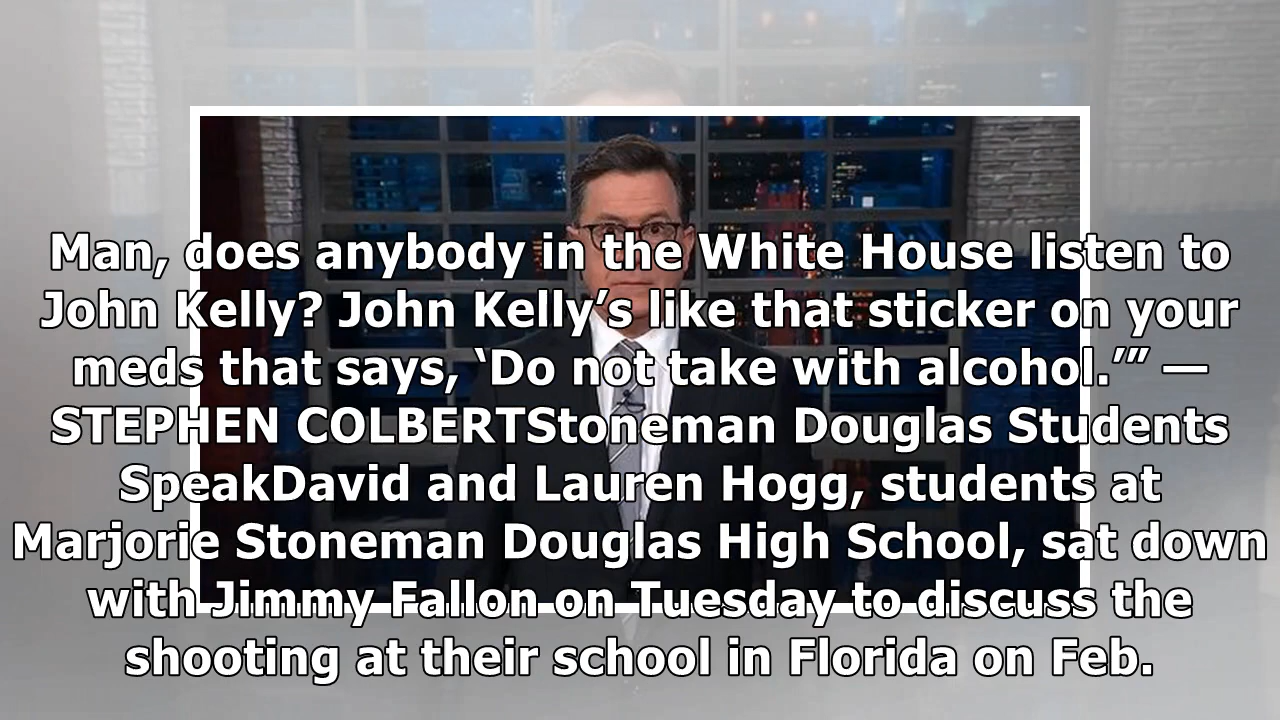 Man, does anybody in the White House listen to
John Kelly? John Kelly’s like that sticker on your
meds that says, ‘Do not take with alcohol.’” —
STEPHEN COLBERTStoneman Douglas Students
SpeakDavid and Lauren Hogg, students at
Marjorie Stoneman Douglas High School, sat down
with Jimmy Fallon on Tuesday to discuss the
shooting at their school in Florida on Feb.